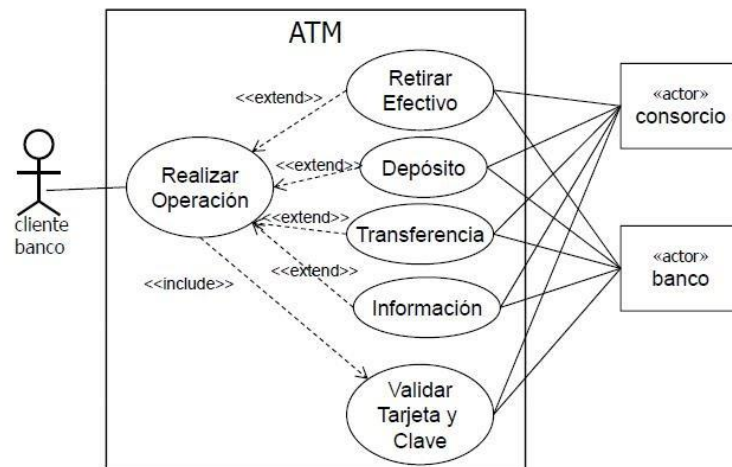 ATM
Retirar
Efectivo
«actor»
consorcio
<<extend>>
Realizar
Operación
<<extend>>
Depósito
cliente
banco
<<extend>>
Transferencia
«actor»
banco
<<extend>>
<<include>>
Información
Validar
Tarjeta y
Clave